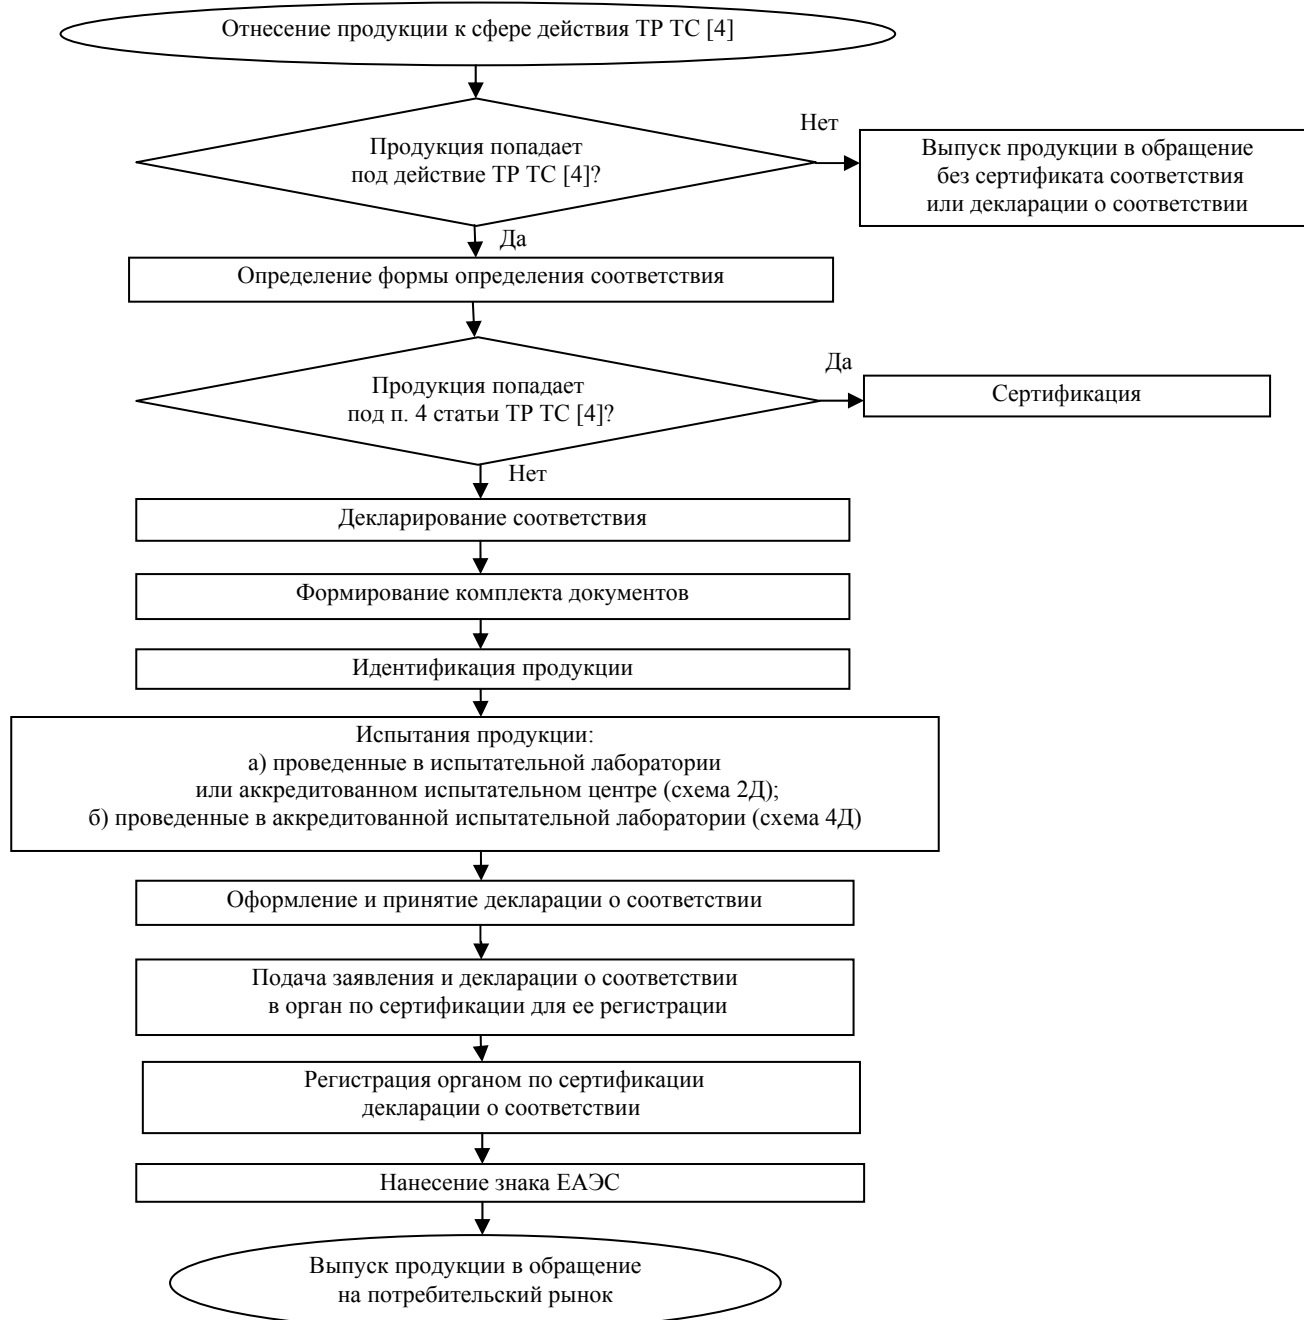 Отнесение продукции к сфере действия ТР ТС [4]
Продукция попадает
под действие ТР ТС [4]?
Нет
Выпуск продукции в обращение
без сертификата соответствия
или декларации о соответствии
Да
Определение формы определения соответствия
Продукция попадает
под п. 4 статьи ТР ТС [4]?
Да
Сертификация
Нет
Декларирование соответствия
Формирование комплекта документов
Идентификация продукции
Испытания продукции:
а) проведенные в испытательной лаборатории
или аккредитованном испытательном центре (схема 2Д);
б) проведенные в аккредитованной испытательной лаборатории (схема 4Д)
Оформление и принятие декларации о соответствии
Подача заявления и декларации о соответствии
в орган по сертификации для ее регистрации
Регистрация органом по сертификации
декларации о соответствии
Нанесение знака ЕАЭС
Выпуск продукции в обращение
на потребительский рынок